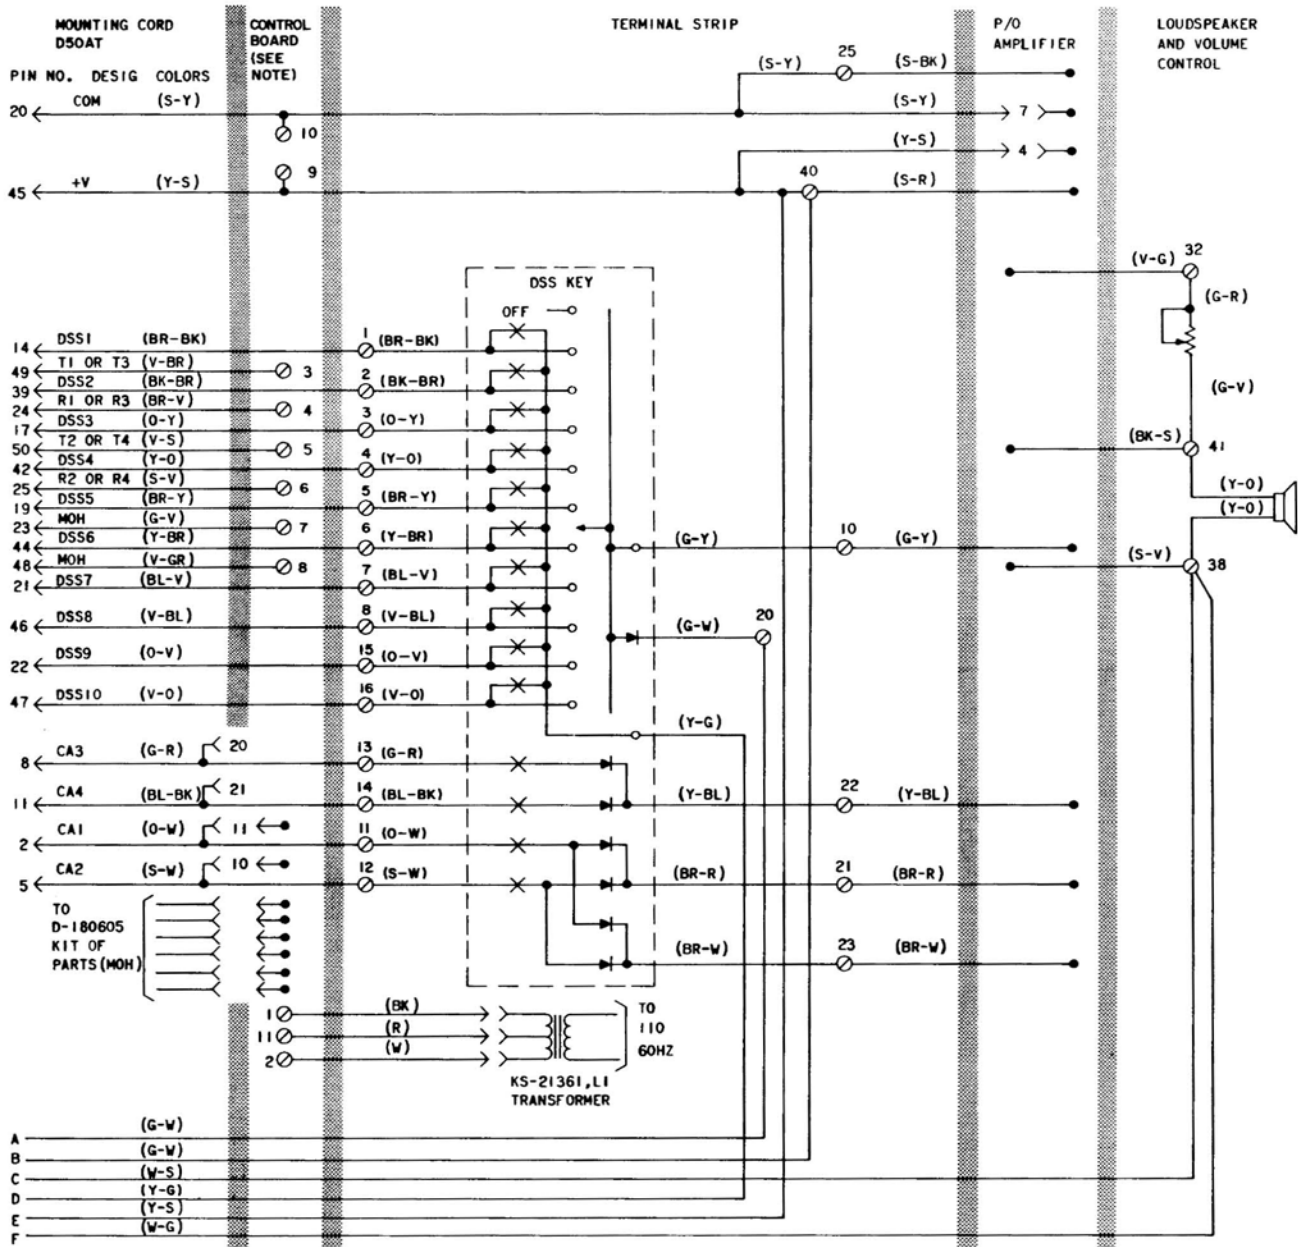 MOUNTING CORD
D50AT
CONTROL
BOARD
(SEE
NOTE)
TERMINAL STRIP
P/O
AMPLIFIER
LOUDSPEAKER
AND VOLUME
CONTROL
PIN NO. DESIG COLORS
(S-Y) 25 (S-BK)
20 COM (S-Y) (S-Y) 7
10
(Y-S) 4
9
45 +V (Y-S) 40 (S-R)
(V-G) 32
(G-R)
(G-V)
(BK-S) 41
(Y-O)
(Y-O)
(S-V) 38
DSS KEY
OFF
14 DSS1 (BR-BK) 1 (BR-BK)
49 T1 OR T3 (V-BR) 3
39 DSS2 (BK-BR) 2 (BK-BR)
24 R1 OR R3 (BR-V) 4
17 DSS3 (O-Y) 3 (O-Y)
50 T2 OR T4 (V-S) 5
42 DSS4 (Y-O) 4 (Y-O)
25 R2 OR R4 (S-V) 6
19 DSS5 (BR-Y) 5 (BR-Y)
23 MOH (G-V) 7
44 DSS6 (Y-BR) 6 (Y-BR) (G-Y) 10 (G-Y)
48 MOH (V-GR) 8
21 DSS7 (BL-V) 7 (BL-V)
46 DSS8 (V-BL) 8 (V-BL) (G-W) 20
22 DSS9 (O-V) 15 (O-V)
47 DSS10 (V-O) 16 (V-O)
(Y-G)
20
8 CA3 (G-R) 13 (G-R)
21
11 CA4 (BL-BK) 14 (BL-BK) (Y-BL) 22 (Y-BL)
11
2 CA1 (O-W) 11 (O-W)
10
5 CA2 (S-W) 12 (S-W) (BR-R) 21 (BR-R)
(BR-W) 23 (BR-W)
TO
D-180605
KIT OF
PARTS(MOH)
1 (BK)
11 (R)
2 (W)
TO
110
60HZ
KS-21361,L1
TRANSFORMER
A (G-W)
B (G-W)
C (W-S)
D (Y-G)
E (Y-S)
F (W-G)